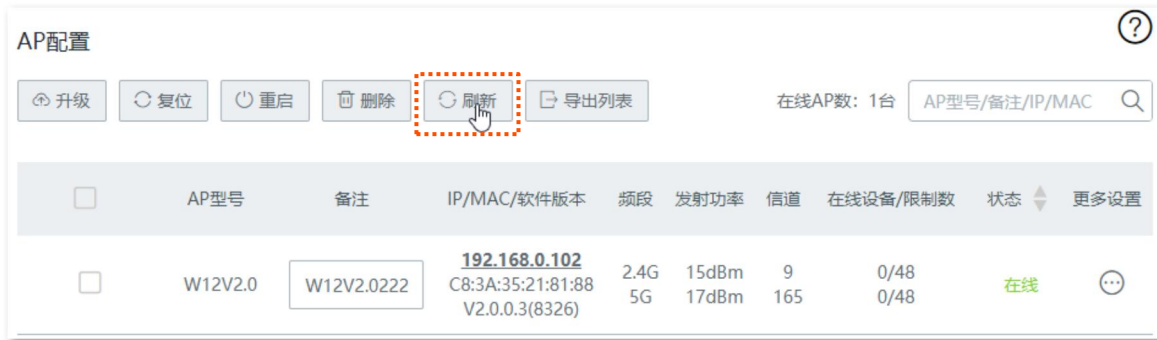 AP配置
?
升级 复位 重启 删除 刷新 导出列表 在线AP数：1台 AP型号/备注/IP/MAC
AP型号 备注 IP/MAC/软件版本 频段 发射功率 信道 在线设备/限制数 状态 更多设置
192.168.0.102
W12V2.0 W12V2.0222 C8:3A:35:21:81:88 2.4G 15dBm 9 0/48 在线
V2.0.0.3(8326) 5G 17dBm 165 0/48